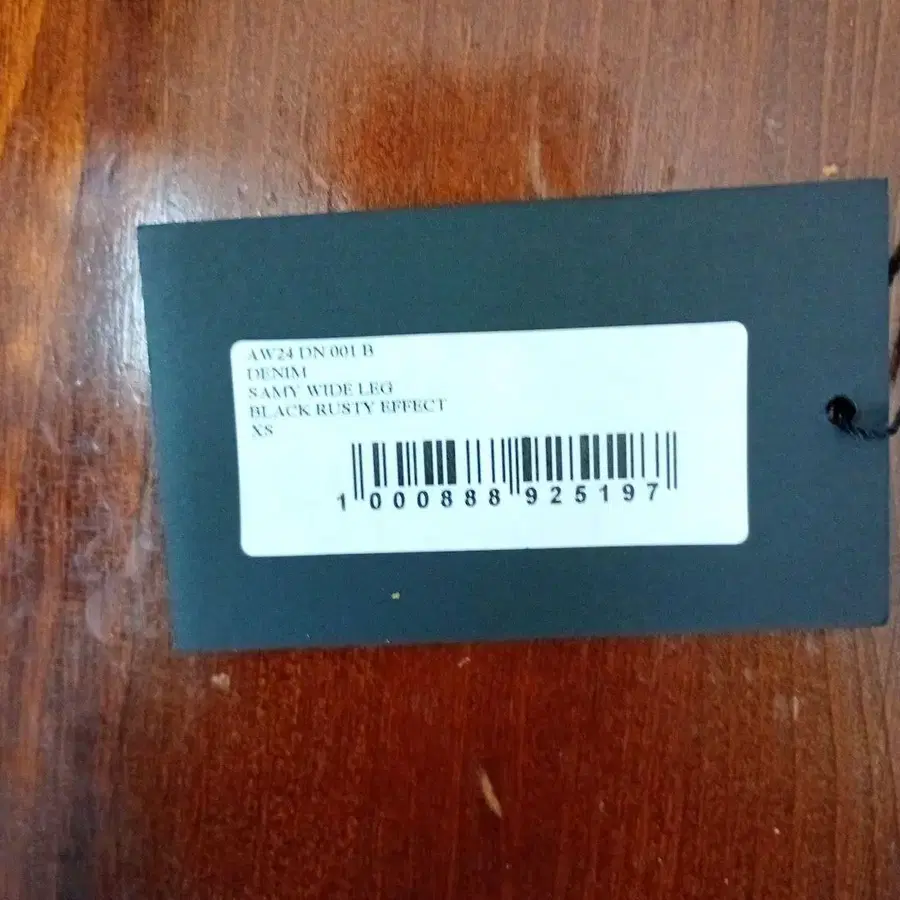 AW24 DN 001 B
DENIM
SAMY WIDE LEG
BLACK RUSTY EFFECT
XS
1 000888 925197